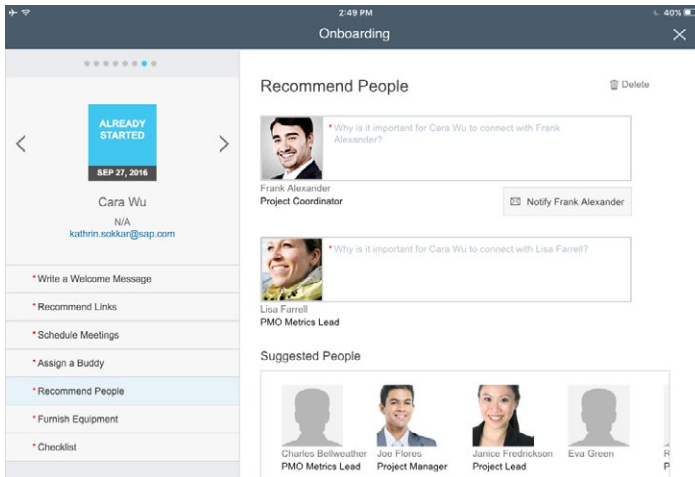 2:49 PM
40%
Onboarding
ALREADY
STARTED
SEP 27, 2016
Cara Wu
N/A
kathrin.sokkar@sap.com
*Write a Welcome Message
*Recommend Links
*Schedule Meetings
*Assign a Buddy
*Recommend People
*Furnish Equipment
*Checklist
Recommend People
Delete
*Why is it important for Cara Wu to connect with Frank
Alexander?
Frank Alexander
Project Coordinator
Notify Frank Alexander
*Why is it important for Cara Wu to connect with Lisa Farrell?
Lisa Farrell
PMO Metrics Lead
Suggested People
Charles Bellweather Joe Flores Janice Fredrickson Eva Green R
PMO Metrics Lead Project Manager Project Lead P